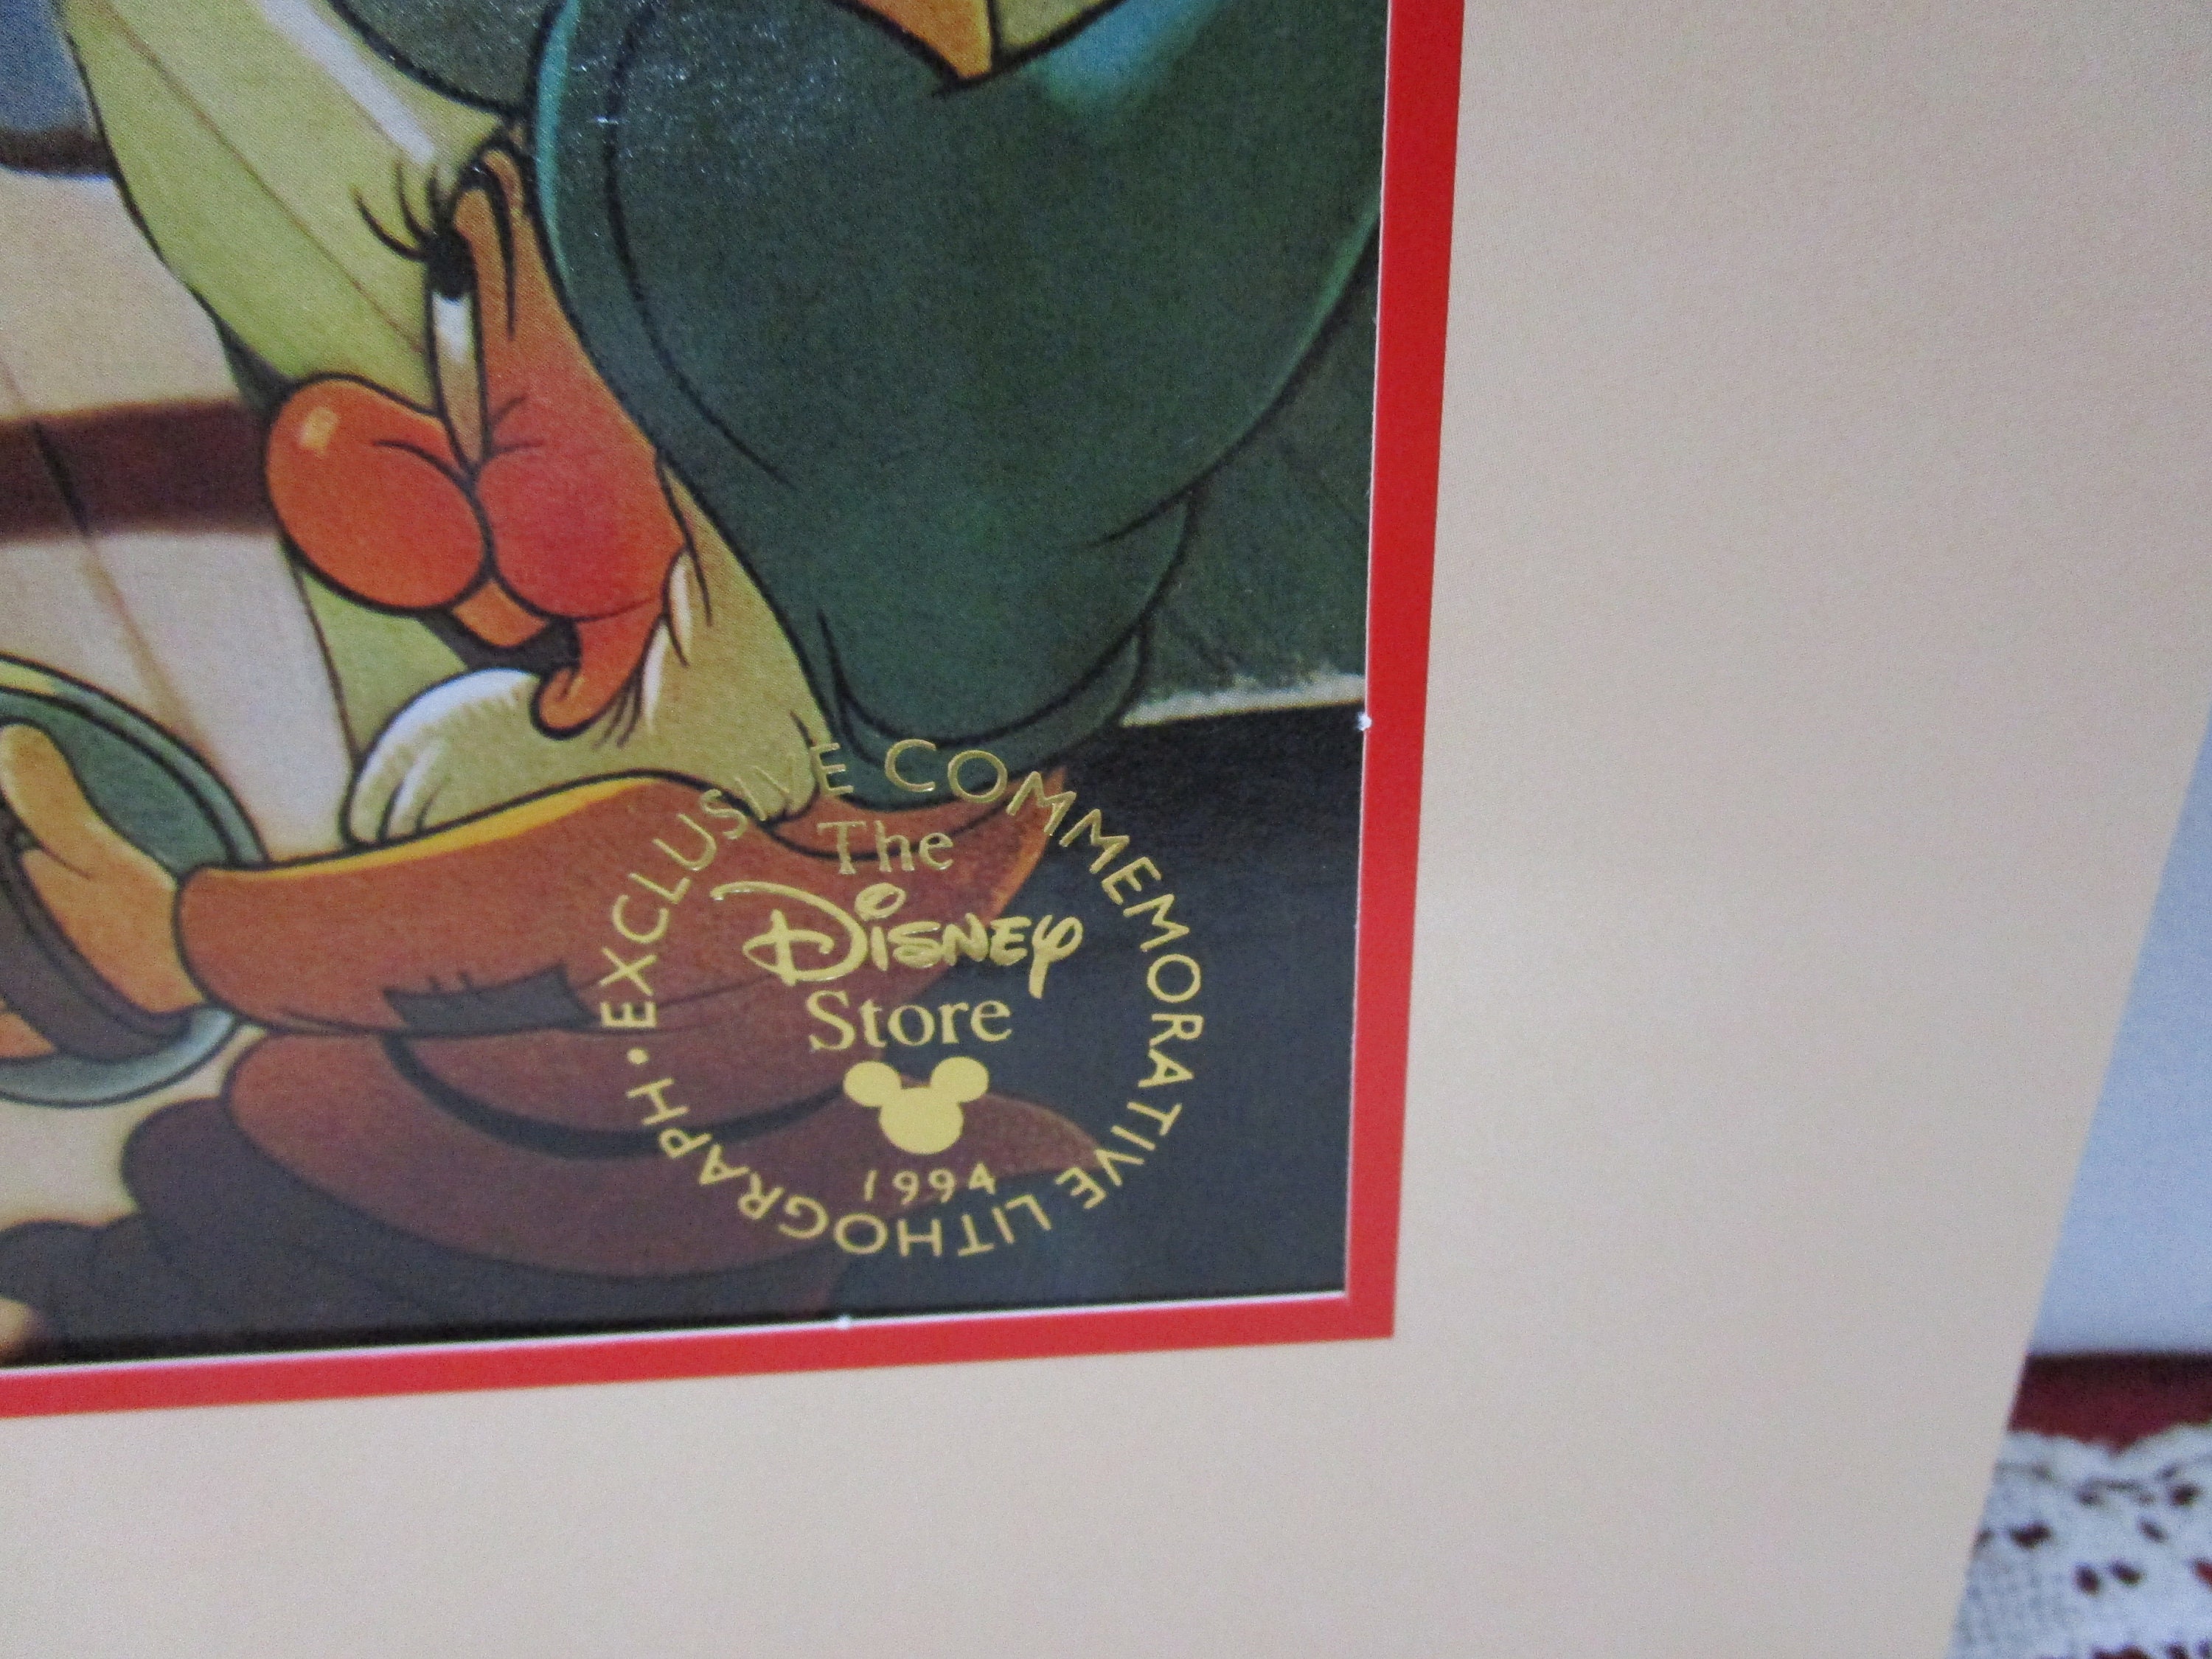 EXCLUSIVE COMMEMORATIVE LITHOGRAPH •
The
Disney
Store
1994